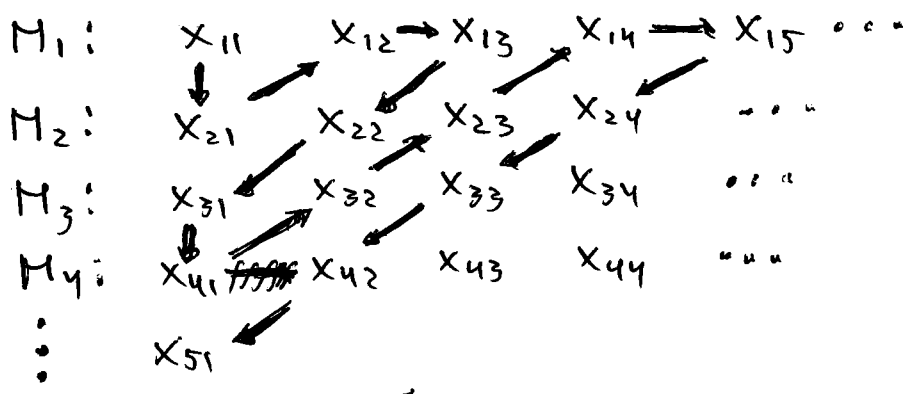 M₁: x₁₁ x₁₂ → x₁₃ x₁₄ → x₁₅ ...
M₂: x₂₁ x₂₂ x₂₃ x₂₄ ...
M₃: x₃₁ x₃₂ x₃₃ x₃₄ ...
M₄: x₄₁ x₄₂ x₄₃ x₄₄ ...
⋮ x₅₁